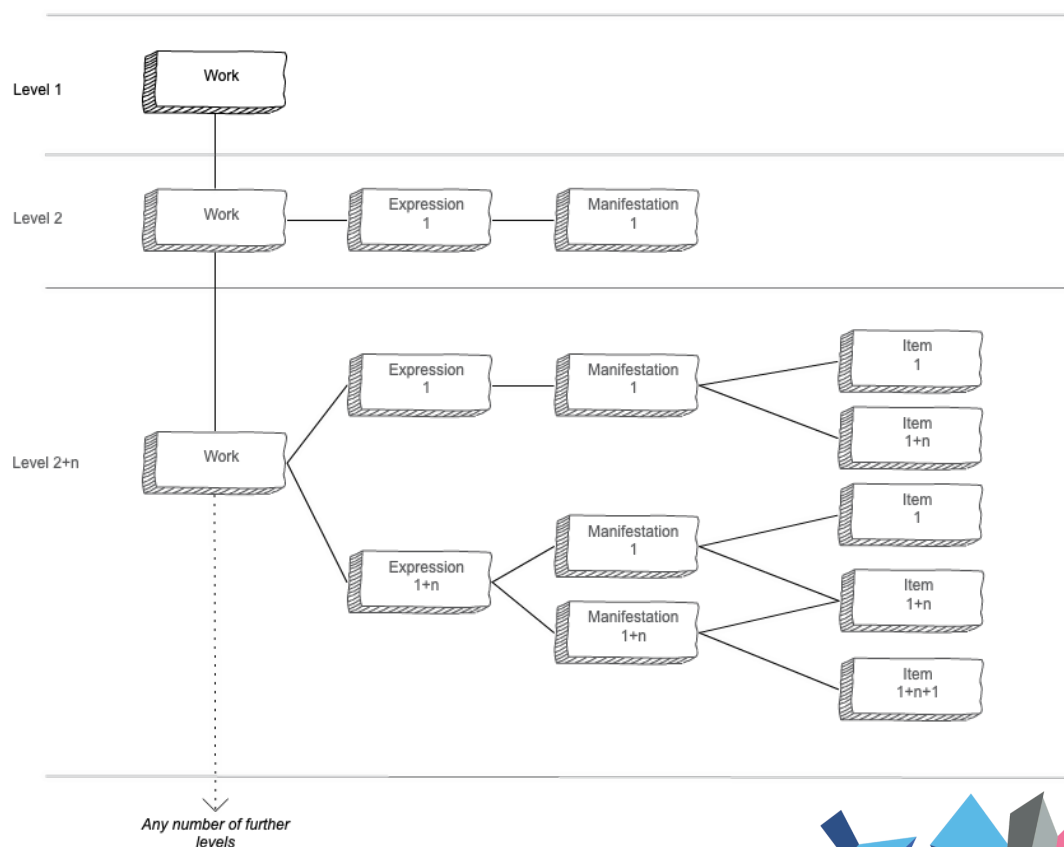 Level 1
Work
Level 2
Work
Expression
1
Manifestation
1
Level 2+n
Work
Expression
1
Manifestation
1
Item
1
Item
1+n
Expression
1+n
Manifestation
1
Manifestation
1+n
Item
1
Item
1+n
Item
1+n+1
Any number of further
levels